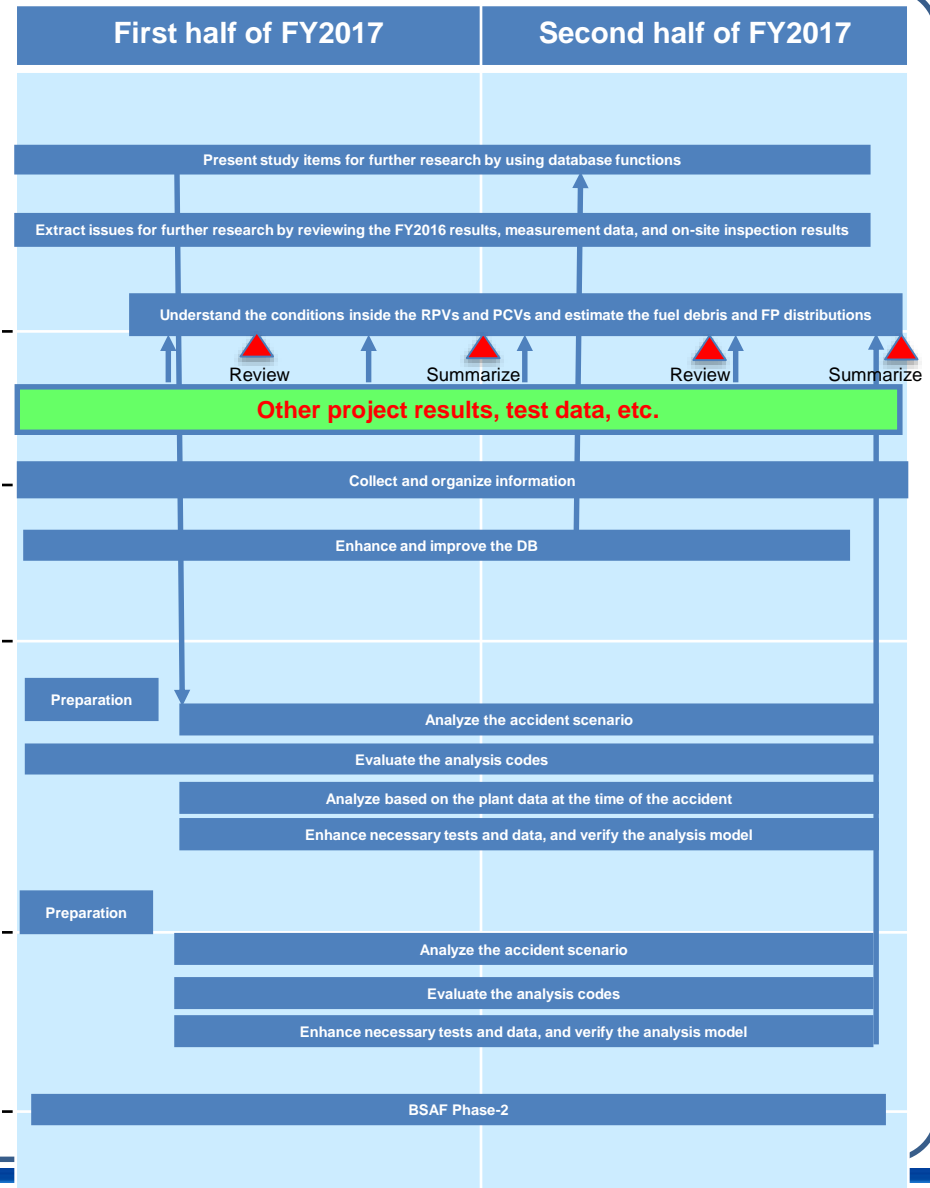 First half of FY2017
Second half of FY2017
Present study items for further research by using database functions
Extract issues for further research by reviewing the FY2016 results, measurement data, and on-site inspection results
Understand the conditions inside the RPVs and PCVs and estimate the fuel debris and FP distributions
Review
Summarize
Review
Summarize
Other project results, test data, etc.
Collect and organize information
Enhance and improve the DB
Preparation
Analyze the accident scenario
Evaluate the analysis codes
Analyze based on the plant data at the time of the accident
Enhance necessary tests and data, and verify the analysis model
Preparation
Analyze the accident scenario
Evaluate the analysis codes
Enhance necessary tests and data, and verify the analysis model
BSAF Phase-2